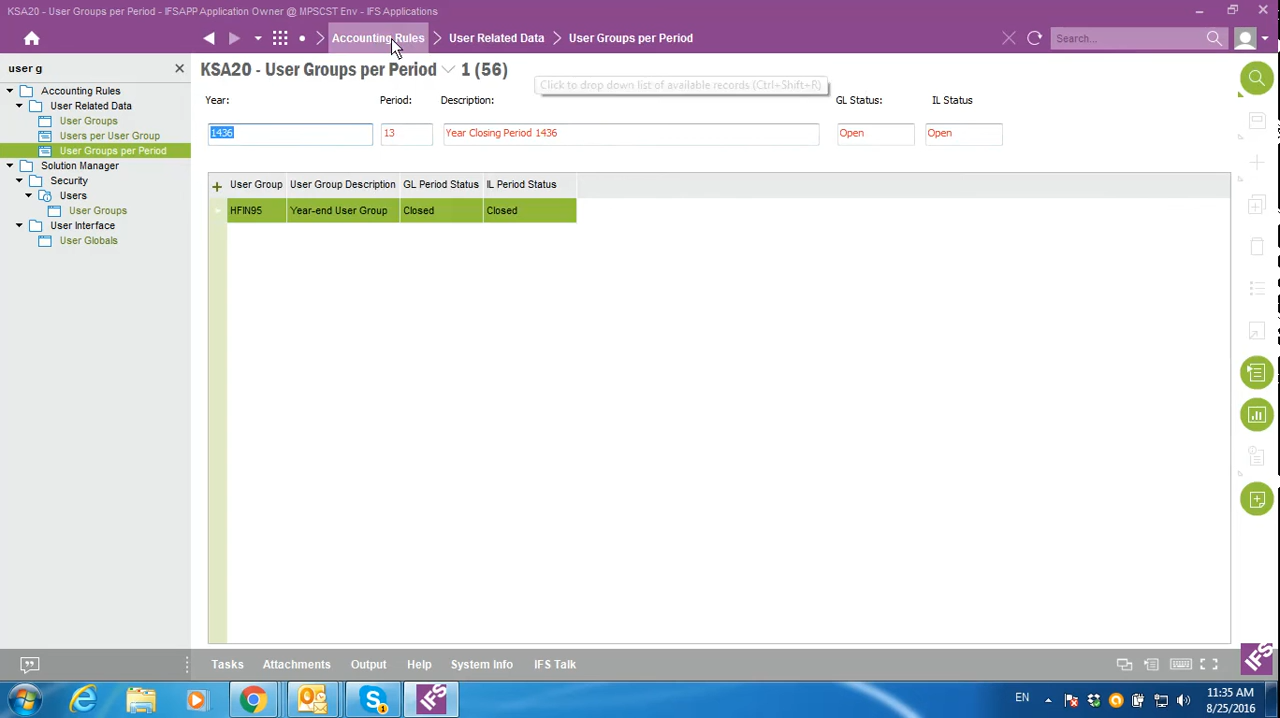 KSA20 - User Groups per Period - IFSAPP Application Owner @ MPSCST Env - IFS Applications
Accounting Rules
User Related Data
User Groups per Period
Search...
user g
KSA20 - User Groups per Period 1 (56)
Click to drop down list of available records (Ctrl+Shift+R)
Accounting Rules
User Related Data
User Groups
Users per User Group
User Groups per Period
Solution Manager
Security
Users
User Groups
User Interface
User Globals
Year: Period: Description: GL Status: IL Status
1436 13 Year Closing Period 1436 Open Open
User Group User Group Description GL Period Status IL Period Status
HFIN95 Year-end User Group Closed Closed
Tasks Attachments Output Help System Info IFS Talk
IFS
EN
11:35 AM
8/25/2016